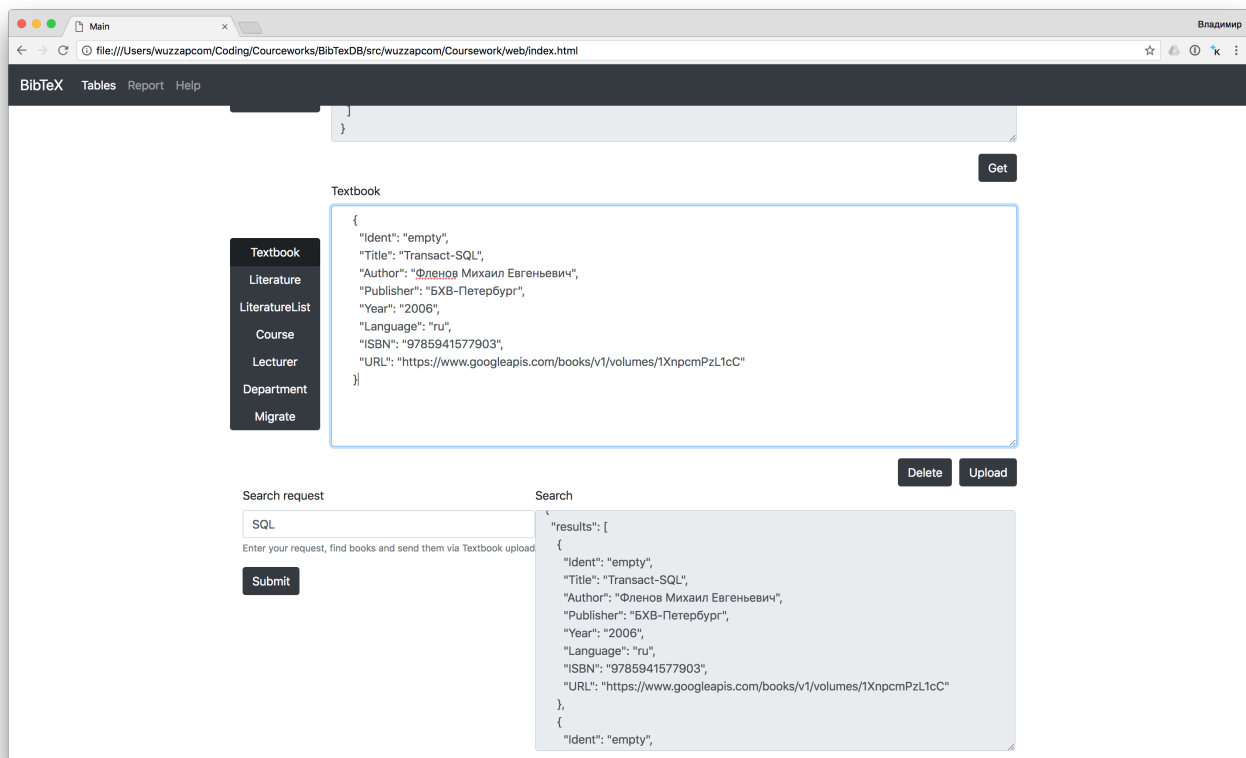 Main
Владимир
file:///Users/wuzzapcom/Coding/Courceworks/BibTexDB/src/wuzzapcom/Coursework/web/index.html
BibTeX Tables Report Help
]
}
Get
Textbook
{
"Ident": "empty",
"Title": "Transact-SQL",
"Author": "Фленов Михаил Евгеньевич",
"Publisher": "БХВ-Петербург",
"Year": "2006",
"Language": "ru",
"ISBN": "9785941577903",
"URL": "https://www.googleapis.com/books/v1/volumes/1XnpcmPzL1cC"
}
Textbook
Literature
LiteratureList
Course
Lecturer
Department
Migrate
Delete Upload
Search request
SQL
Enter your request, find books and send them via Textbook upload
Submit
Search
{
"results": [
{
"Ident": "empty",
"Title": "Transact-SQL",
"Author": "Фленов Михаил Евгеньевич",
"Publisher": "БХВ-Петербург",
"Year": "2006",
"Language": "ru",
"ISBN": "9785941577903",
"URL": "https://www.googleapis.com/books/v1/volumes/1XnpcmPzL1cC"
},
{
"Ident": "empty",